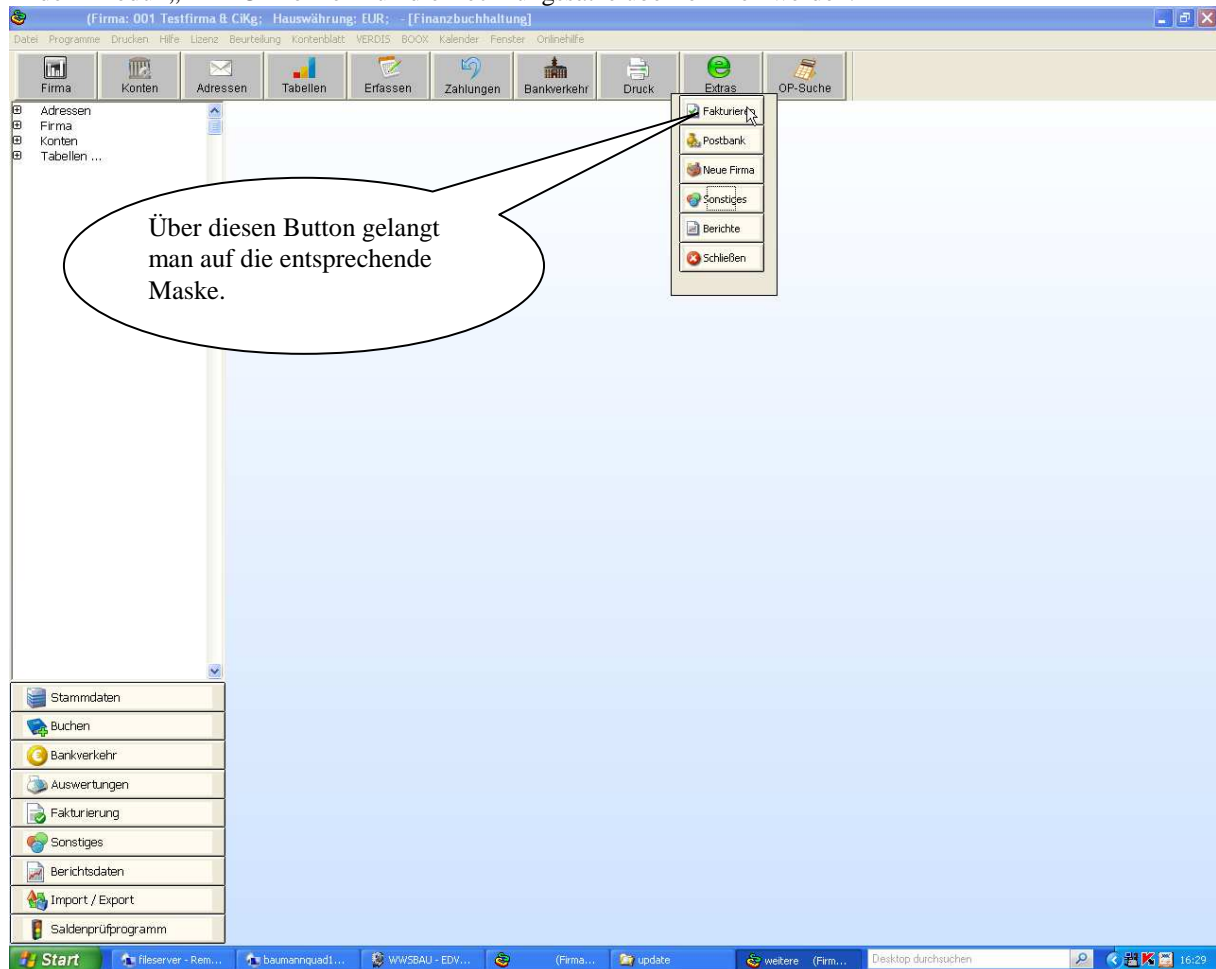 (Firma: 001 Testfirma & CiKg; Hauswährung: EUR; - [Finanzbuchhaltung]
Datei Programme Drucken Hilfe Lizenz Beurteilung Kontenblatt VERDIS BOOX Kalender Fenster Onlinehilfe
Firma Konten Adressen Tabellen Erfassen Zahlungen Bankverkehr Druck Extras OP-Suche
Adressen
Firma
Konten
Tabellen ...
Fakturieren
Postbank
Neue Firma
Sonstiges
Berichte
Schließen
Über diesen Button gelangt
man auf die entsprechende
Maske.
Stammdaten
Buchen
Bankverkehr
Auswertungen
Fakturierung
Sonstiges
Berichtsdaten
Import / Export
Saldenprüfprogramm
Start fileserver - Rem... baumannquad1... WWSBAU - EDV... (Firma... update weitere (Firm... Desktop durchsuchen 16:29